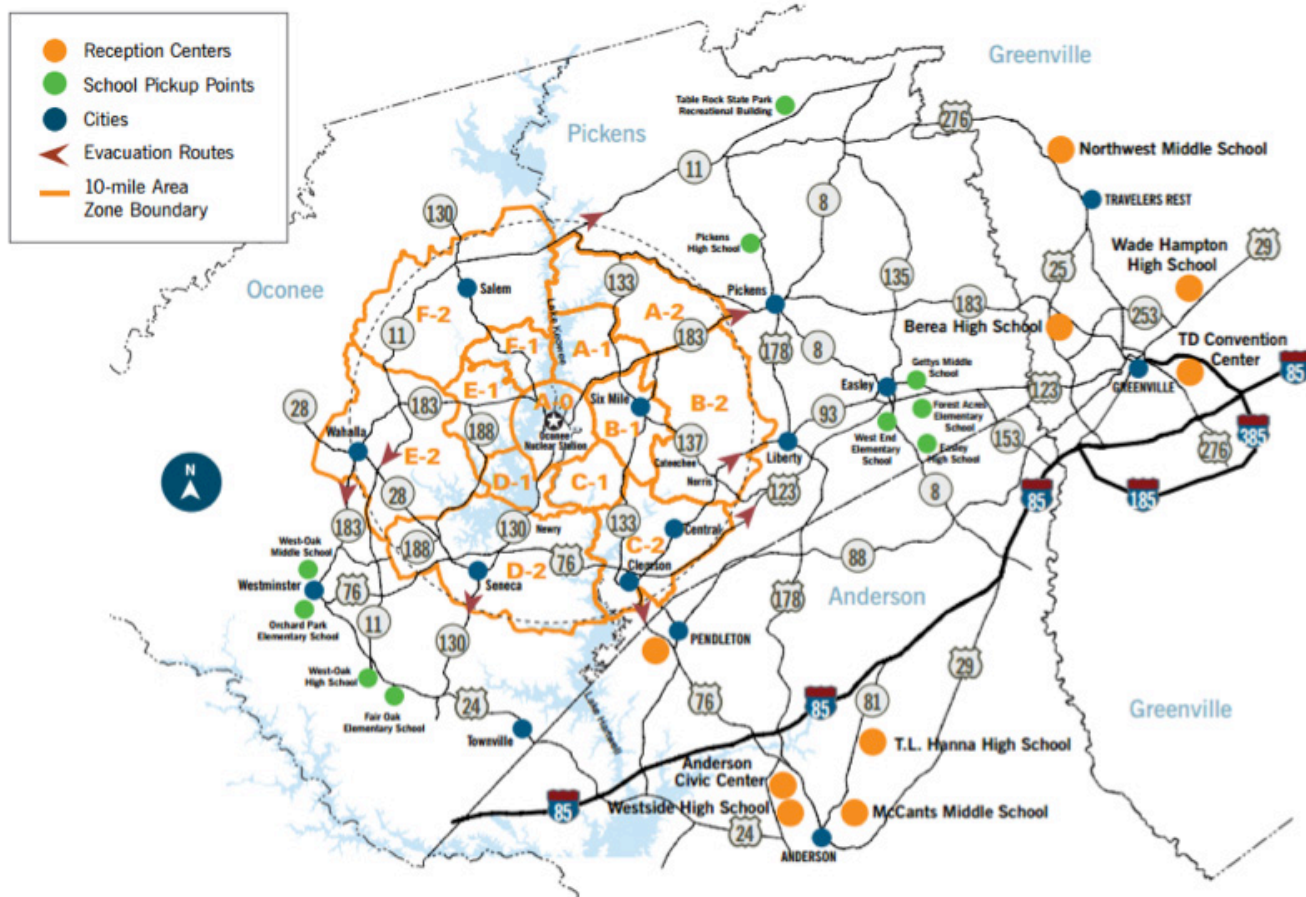 Reception Centers
School Pickup Points
Cities
Evacuation Routes
10-mile Area
Zone Boundary
Greenville
Pickens
Oconee
Anderson
Greenville
Table Rock State Park
Recreational Building
276
Northwest Middle School
11
8
TRAVELERS REST
130
Pickens
High School
Wade Hampton
High School
29
25
133
135
Salem
Lake Keowee
Pickens
183
253
F-2
A-2
183
Berea High School
11
F-1
A-1
178
8
TD Convention
Center
Gettys Middle
School
85
E-1
Easley
123
GREENVILLE
A-0
Six Mile
B-2
Forest Acres
Elementary
School
28
183
93
Oconee
Nuclear Station
B-1
West End
Elementary
School
Easley
High School
153
276
385
188
137
Walhalla
Liberty
E-2
Cateechee
Norris
D-1
C-1
123
8
85
185
28
N
183
130
Newry
133
Central
West-Oak
Middle School
188
C-2
76
88
Westminster
76
Seneca
D-2
Clemson
178
Orchard Park
Elementary School
11
130
PENDLETON
29
West-Oak
High School
Fair Oak
Elementary School
24
76
85
81
Townville
Lake Hartwell
T.L. Hanna High School
Anderson
Civic Center
85
Westside High School
McCants Middle School
24
ANDERSON